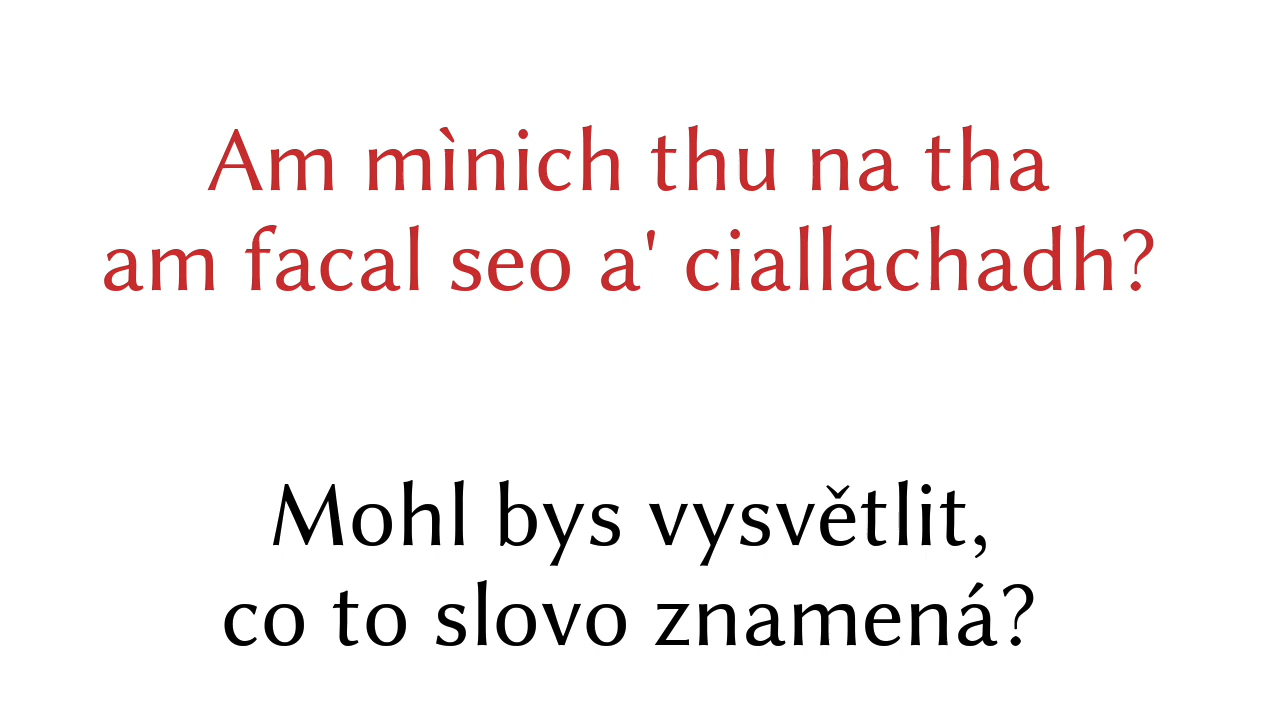 Am mìnich thu na tha
am facal seo a' ciallachadh?
Mohl bys vysvětlit,
co to slovo znamená?